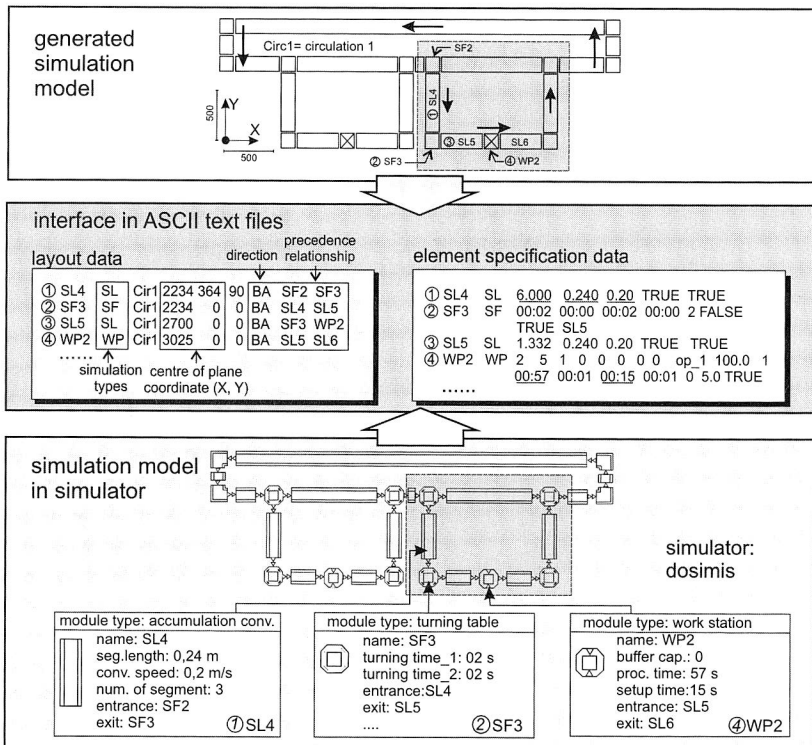 generated
simulation
model
Circ1= circulation 1
SF2
① SL4
500
Y
X
500
② SF3
③ SL5
SL6
④ WP2
interface in ASCII text files
layout data
direction
precedence
relationship
① SL4 SL Cir1 2234 364 90 BA SF2 SF3
② SF3 SF Cir1 2234 0 0 BA SL4 SL5
③ SL5 SL Cir1 2700 0 0 BA SF3 WP2
④ WP2 WP Cir1 3025 0 0 BA SL5 SL6
......
simulation
types
centre of plane
coordinate (X, Y)
element specification data
① SL4 SL 6.000 0.240 0.20 TRUE TRUE
② SF3 SF 00:02 00:00 00:02 00:00 2 FALSE
TRUE SL5
③ SL5 SL 1.332 0.240 0.20 TRUE TRUE
④ WP2 WP 2 5 1 0 0 0 0 0 op_1 100.0 1
00:57 00:01 00:15 00:01 0 5.0 TRUE
......
simulation model
in simulator
simulator:
dosimis
module type: accumulation conv.
name: SL4
seg.length: 0,24 m
conv. speed: 0,2 m/s
num. of segment: 3
entrance: SF2
exit: SF3
① SL4
module type: turning table
name: SF3
turning time_1: 02 s
turning time_2: 02 s
entrance:SL4
exit: SL5
....
② SF3
module type: work station
name: WP2
buffer cap.: 0
proc. time: 57 s
setup time:15 s
entrance: SL5
exit: SL6
④ WP2